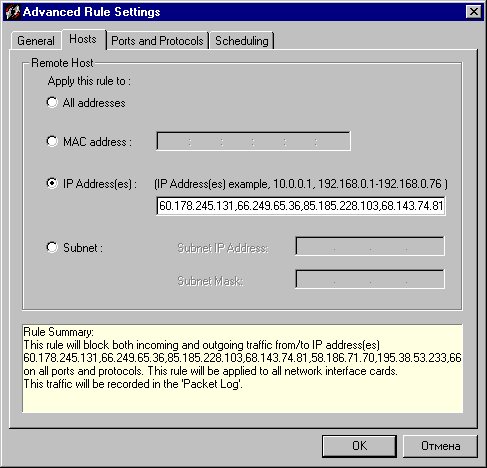 Advanced Rule Settings
General Hosts Ports and Protocols Scheduling
Remote Host
Apply this rule to :
All addresses
MAC address : : : : : :
IP Address(es) : (IP Address(es) example, 10.0.0.1, 192.168.0.1-192.168.0.76 )
60.178.245.131,66.249.65.36,85.185.228.103,68.143.74.81
Subnet : Subnet IP Address: . . .
Subnet Mask: . . .
Rule Summary:
This rule will block both incoming and outgoing traffic from/to IP address(es)
60.178.245.131,66.249.65.36,85.185.228.103,68.143.74.81,58.186.71.70,195.38.53.233,66
on all ports and protocols. This rule will be applied to all network interface cards.
This traffic will be recorded in the 'Packet Log'.
OK Отмена